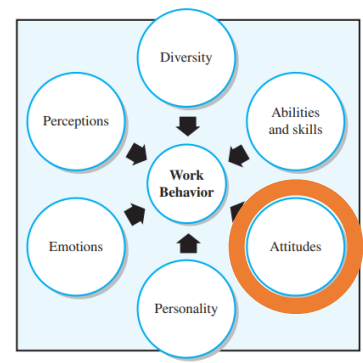 Diversity
Perceptions
Abilities
and skills
Work
Behavior
Emotions
Attitudes
Personality